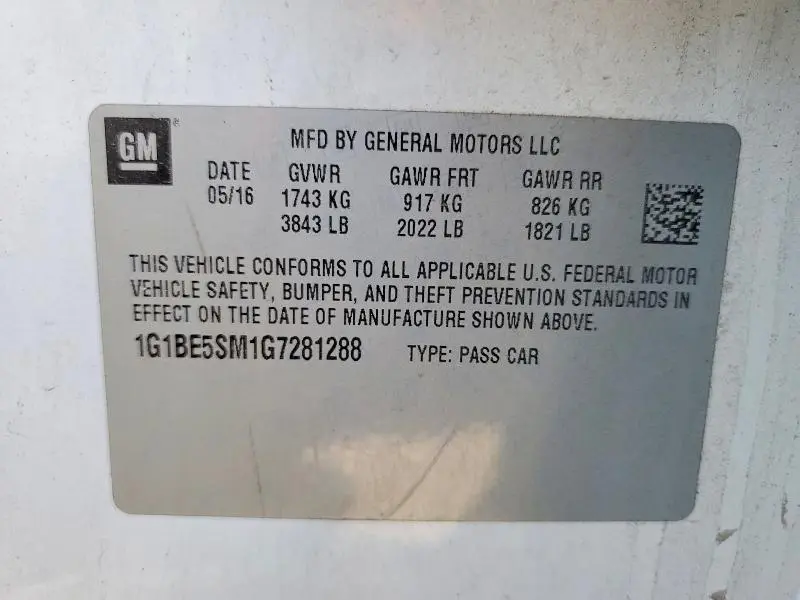 GM
MFD BY GENERAL MOTORS LLC
DATE GVWR GAWR FRT GAWR RR
05/16 1743 KG 917 KG 826 KG
3843 LB 2022 LB 1821 LB
THIS VEHICLE CONFORMS TO ALL APPLICABLE U.S. FEDERAL MOTOR
VEHICLE SAFETY, BUMPER, AND THEFT PREVENTION STANDARDS IN
EFFECT ON THE DATE OF MANUFACTURE SHOWN ABOVE.
1G1BE5SM1G7281288 TYPE: PASS CAR